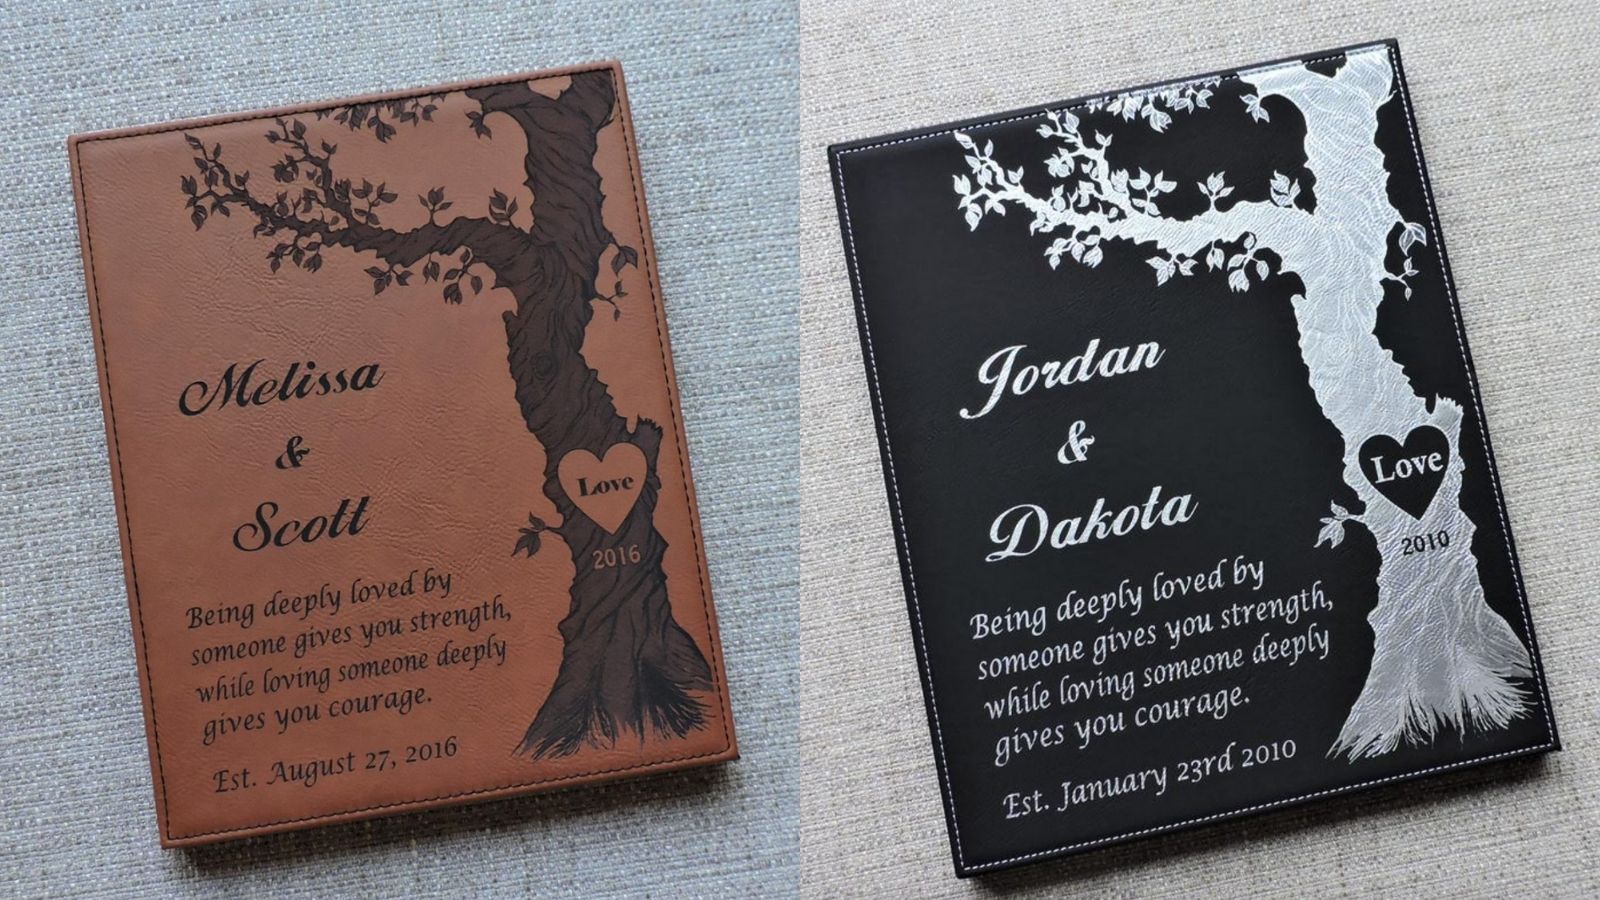 Melissa
&
Scott
Love
2016
Being deeply loved by
someone gives you strength,
while loving someone deeply
gives you courage.
Est. August 27, 2016
Jordan
&
Dakota
Love
2010
Being deeply loved by
someone gives you strength,
while loving someone deeply
gives you courage.
Est. January 23rd 2010